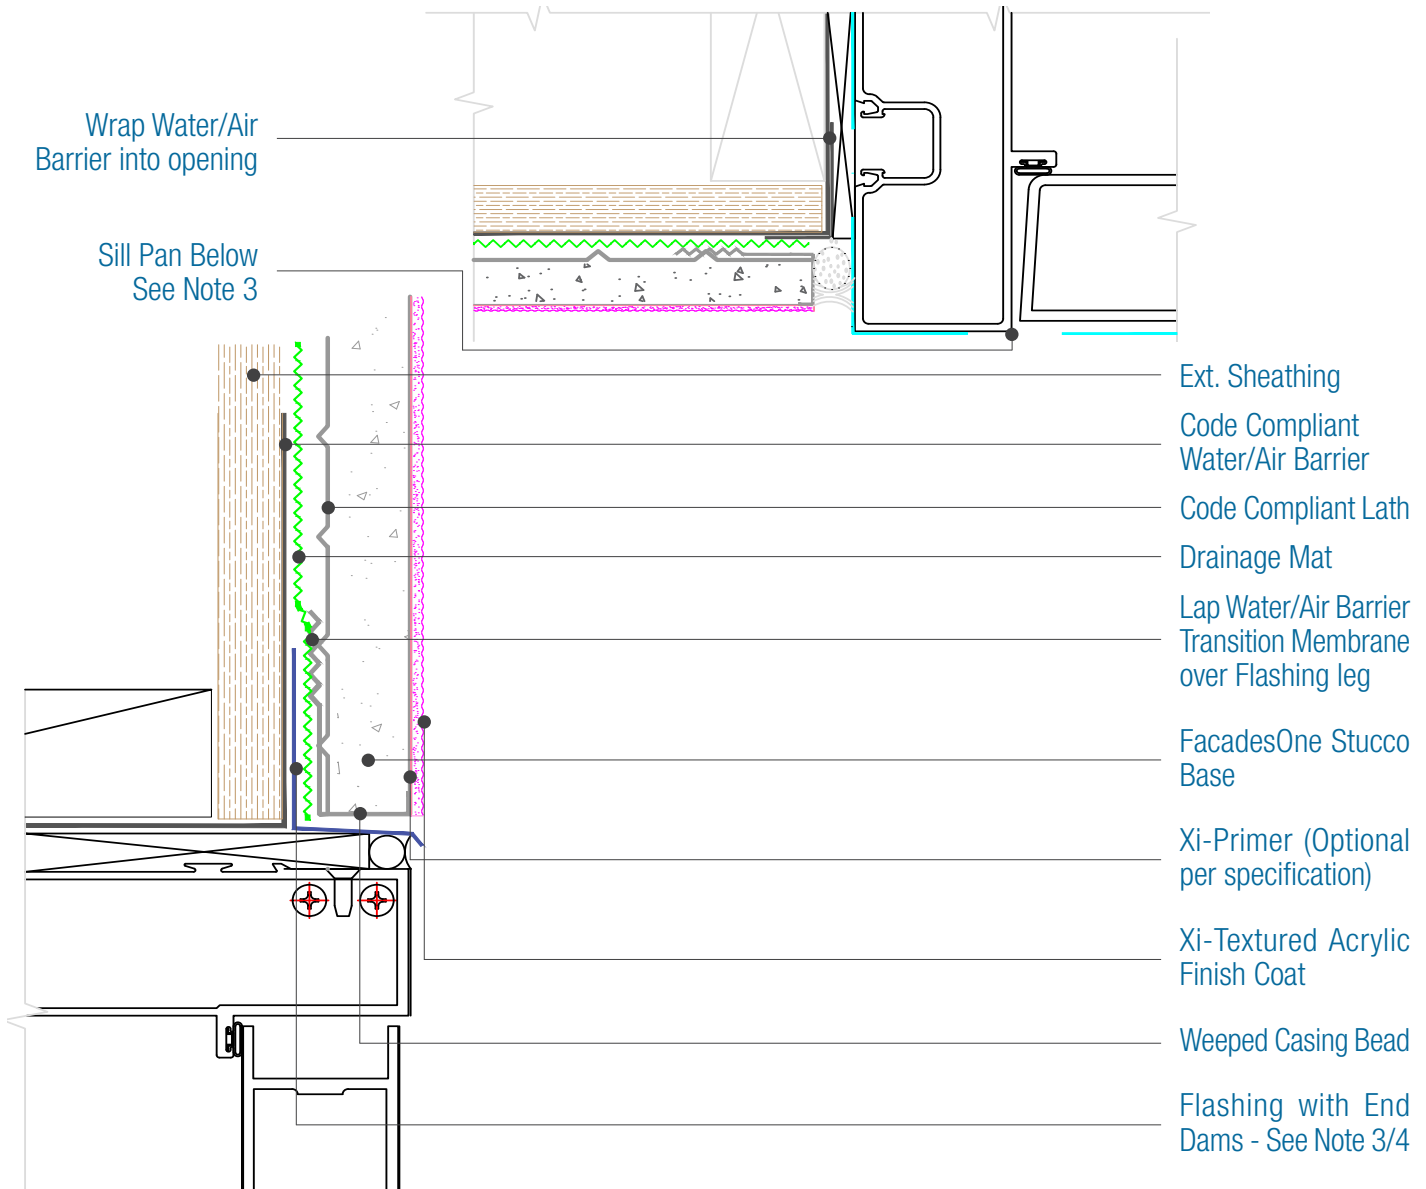 Wrap Water/Air
Barrier into opening
Sill Pan Below
See Note 3
Ext. Sheathing
Code Compliant
Water/Air Barrier
Code Compliant Lath
Drainage Mat
Lap Water/Air Barrier
Transition Membrane
over Flashing leg
FacadesOne Stucco
Base
Xi-Primer (Optional
per specification)
Xi-Textured Acrylic
Finish Coat
Weeped Casing Bead
Flashing with End
Dams - See Note 3/4